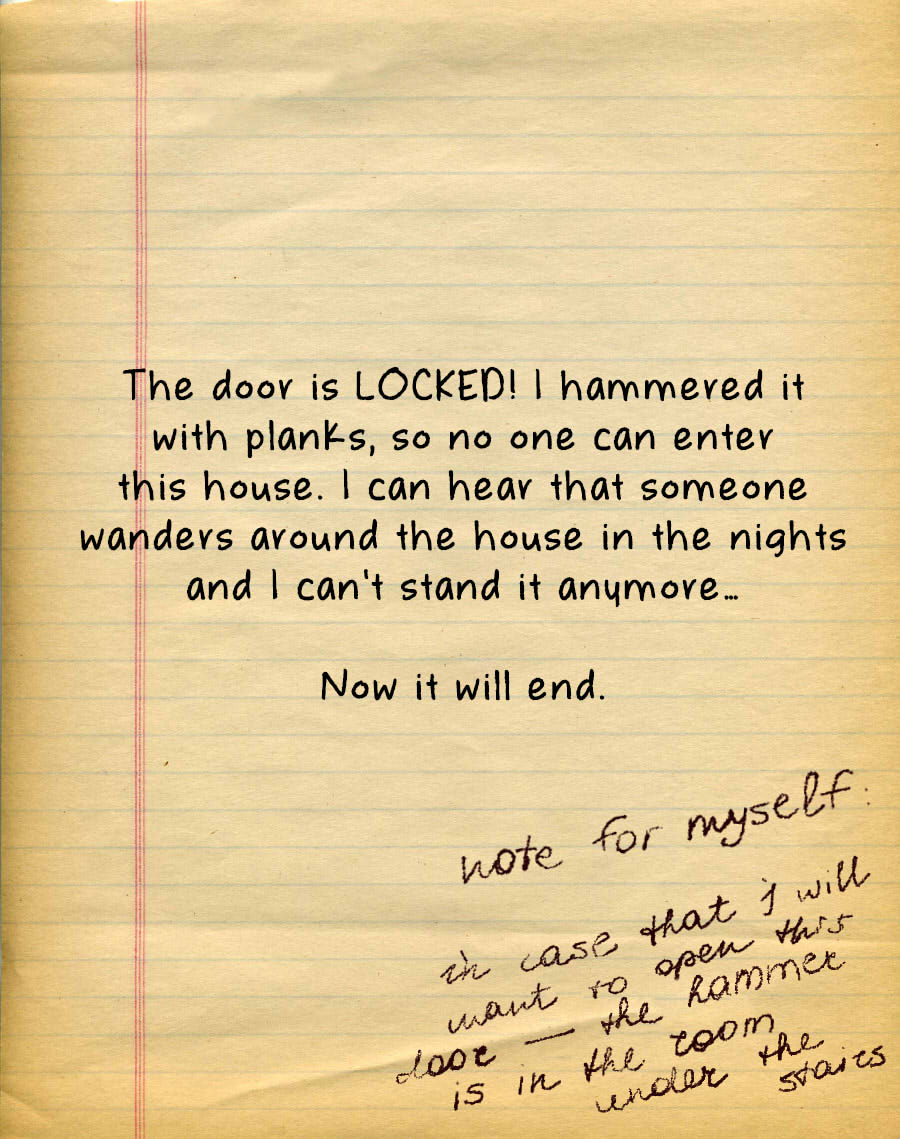 The door is LOCKED! I hammered it
with planks, so no one can enter
this house. I can hear that someone
wanders around the house in the nights
and I can't stand it anymore...
Now it will end.
note for myself:
in case that i will
want to open this
door — the hammer
is in the room
under the
stairs